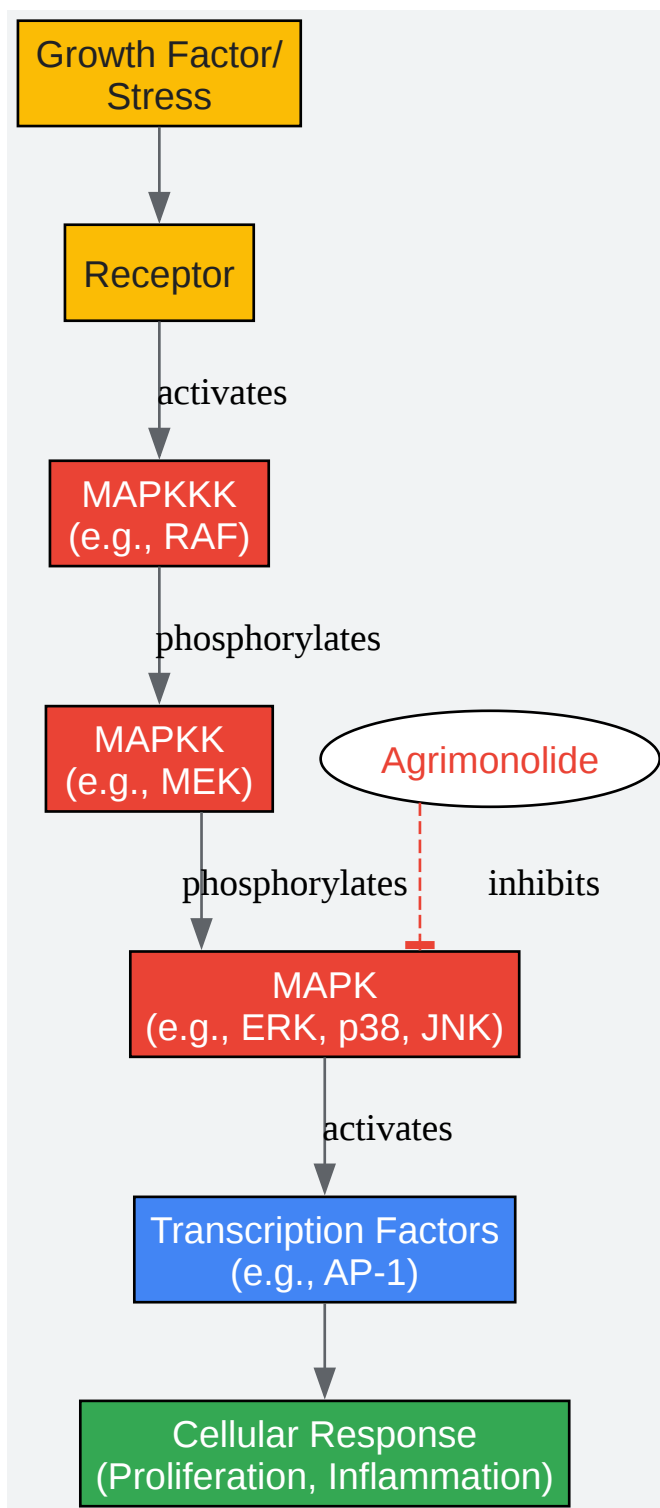 Growth Factor/
Stress
Receptor
activates
MAPKKK
(e.g., RAF)
phosphorylates
MAPKK
(e.g., MEK)
Agrimonolide
phosphorylates
inhibits
MAPK
(e.g., ERK, p38, JNK)
activates
Transcription Factors
(e.g., AP-1)
Cellular Response
(Proliferation, Inflammation)